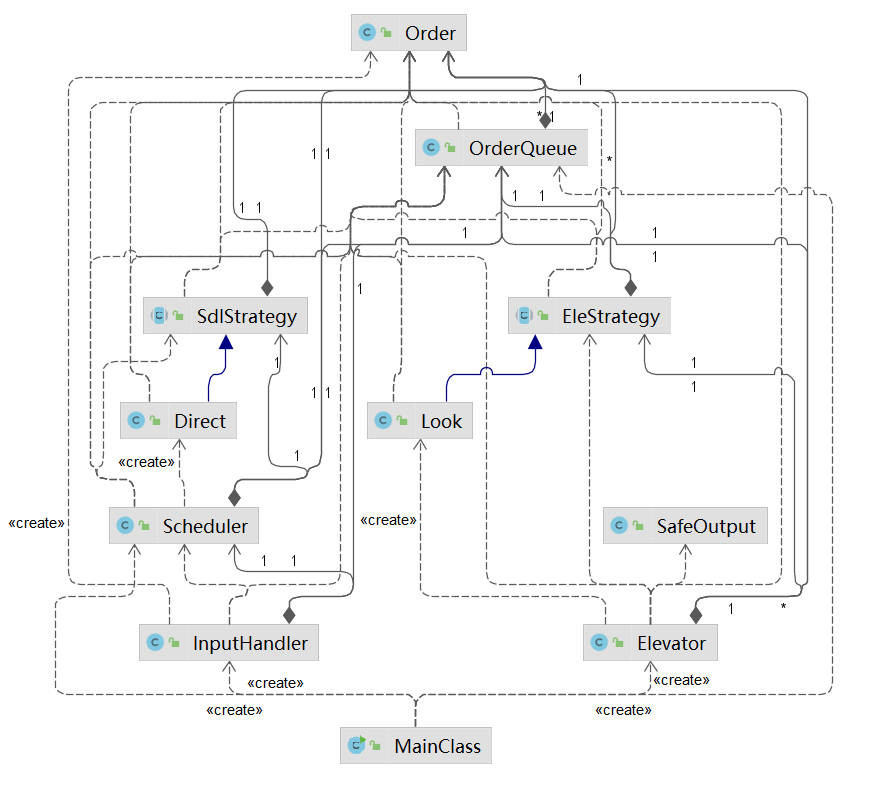 Order
1
* 1
OrderQueue
1 1
*
1 1
1 1
1 1
1
1
SdlStrategy
EleStrategy
1
1
1 1
1
Direct
Look
«create»
1
Scheduler
SafeOutput
«create»
«create»
1 1
1 *
InputHandler
Elevator
«create»
«create»
«create»
«create»
MainClass